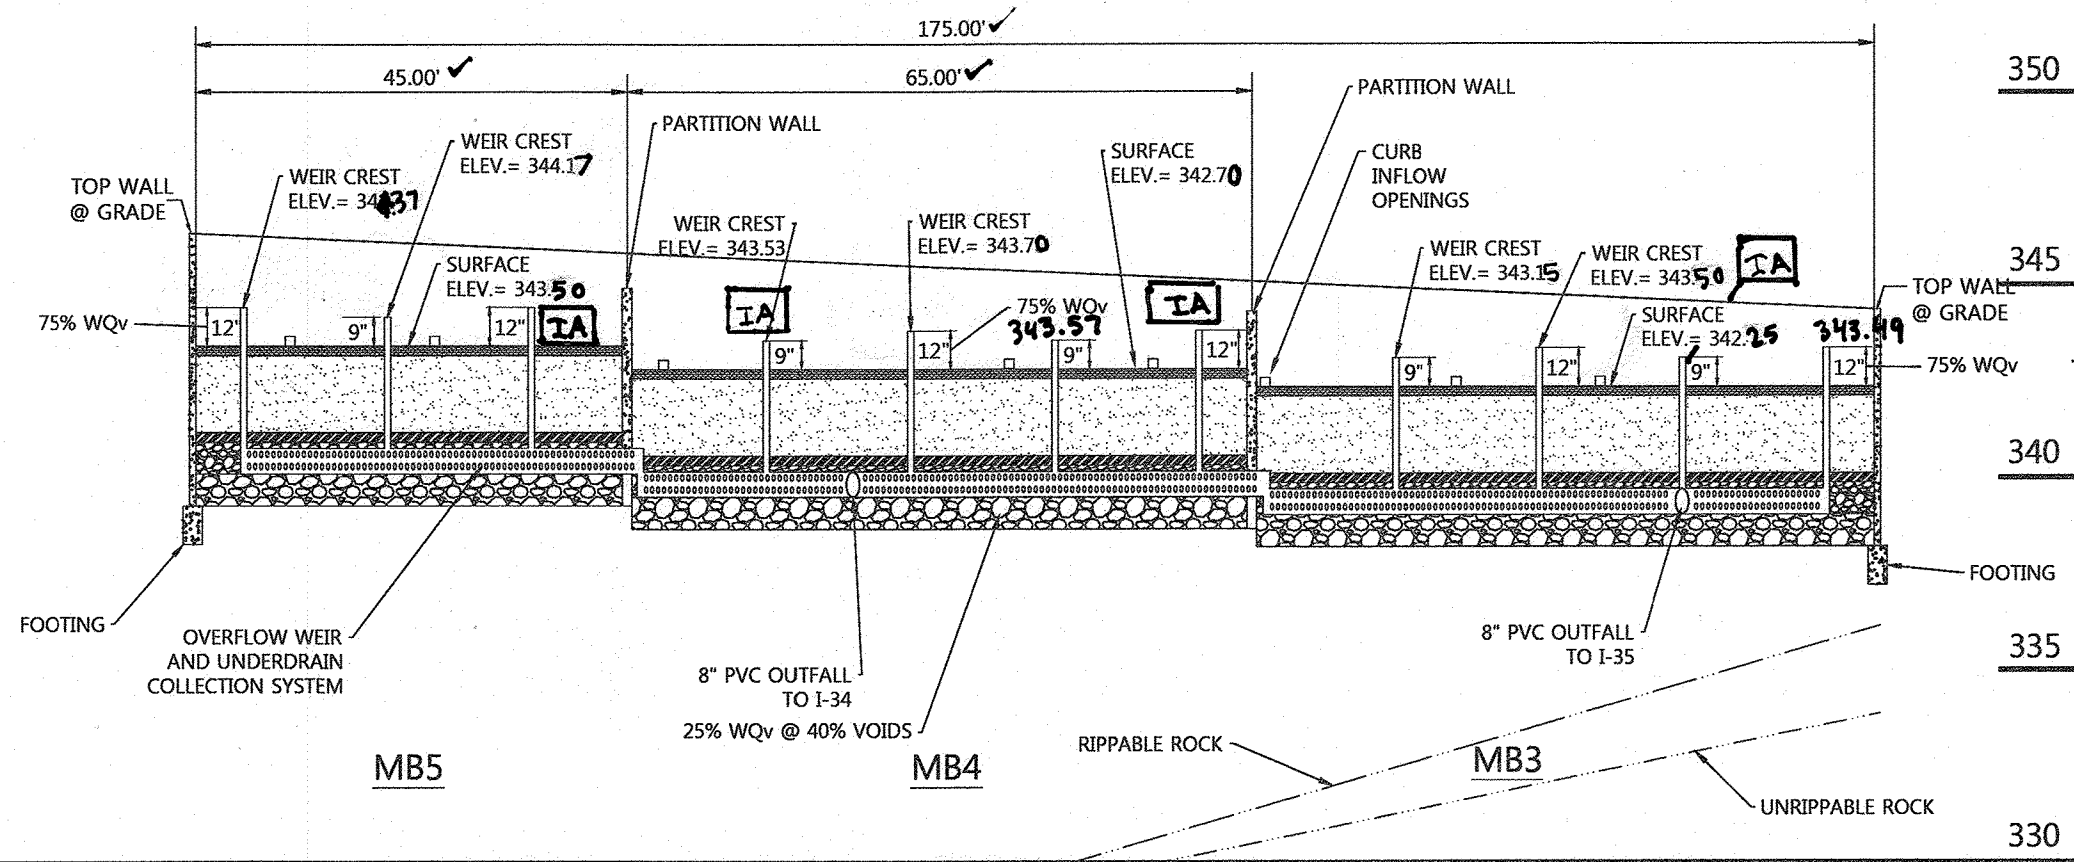 175.00' ✓
350
45.00' ✓
65.00' ✓
PARTITION WALL
PARTITION WALL
WEIR CREST
ELEV.= 344.17
SURFACE
ELEV.= 342.70
CURB
INFLOW
OPENINGS
TOP WALL
@ GRADE
WEIR CREST
WEIR CREST
ELEV.= 343.53
WEIR CREST
ELEV.= 343.70
WEIR CREST
ELEV.= 343.15
WEIR CREST
ELEV.= 343.50
IA
345
SURFACE
ELEV.= 343.50
IA
IA
IA
TOP WALL
@ GRADE
75% WQv
12"
9"
12"
75% WQv
343.57
9"
12"
9"
12"
SURFACE
ELEV.= 342.25
343.49
9"
12"
9"
12"
75% WQv
340
FOOTING
FOOTING
OVERFLOW WEIR
AND UNDERDRAIN
COLLECTION SYSTEM
8" PVC OUTFALL
TO I-34
25% WQv @ 40% VOIDS
8" PVC OUTFALL
TO I-35
335
RIPPABLE ROCK
UNRIPPABLE ROCK
MB5
MB4
MB3
330